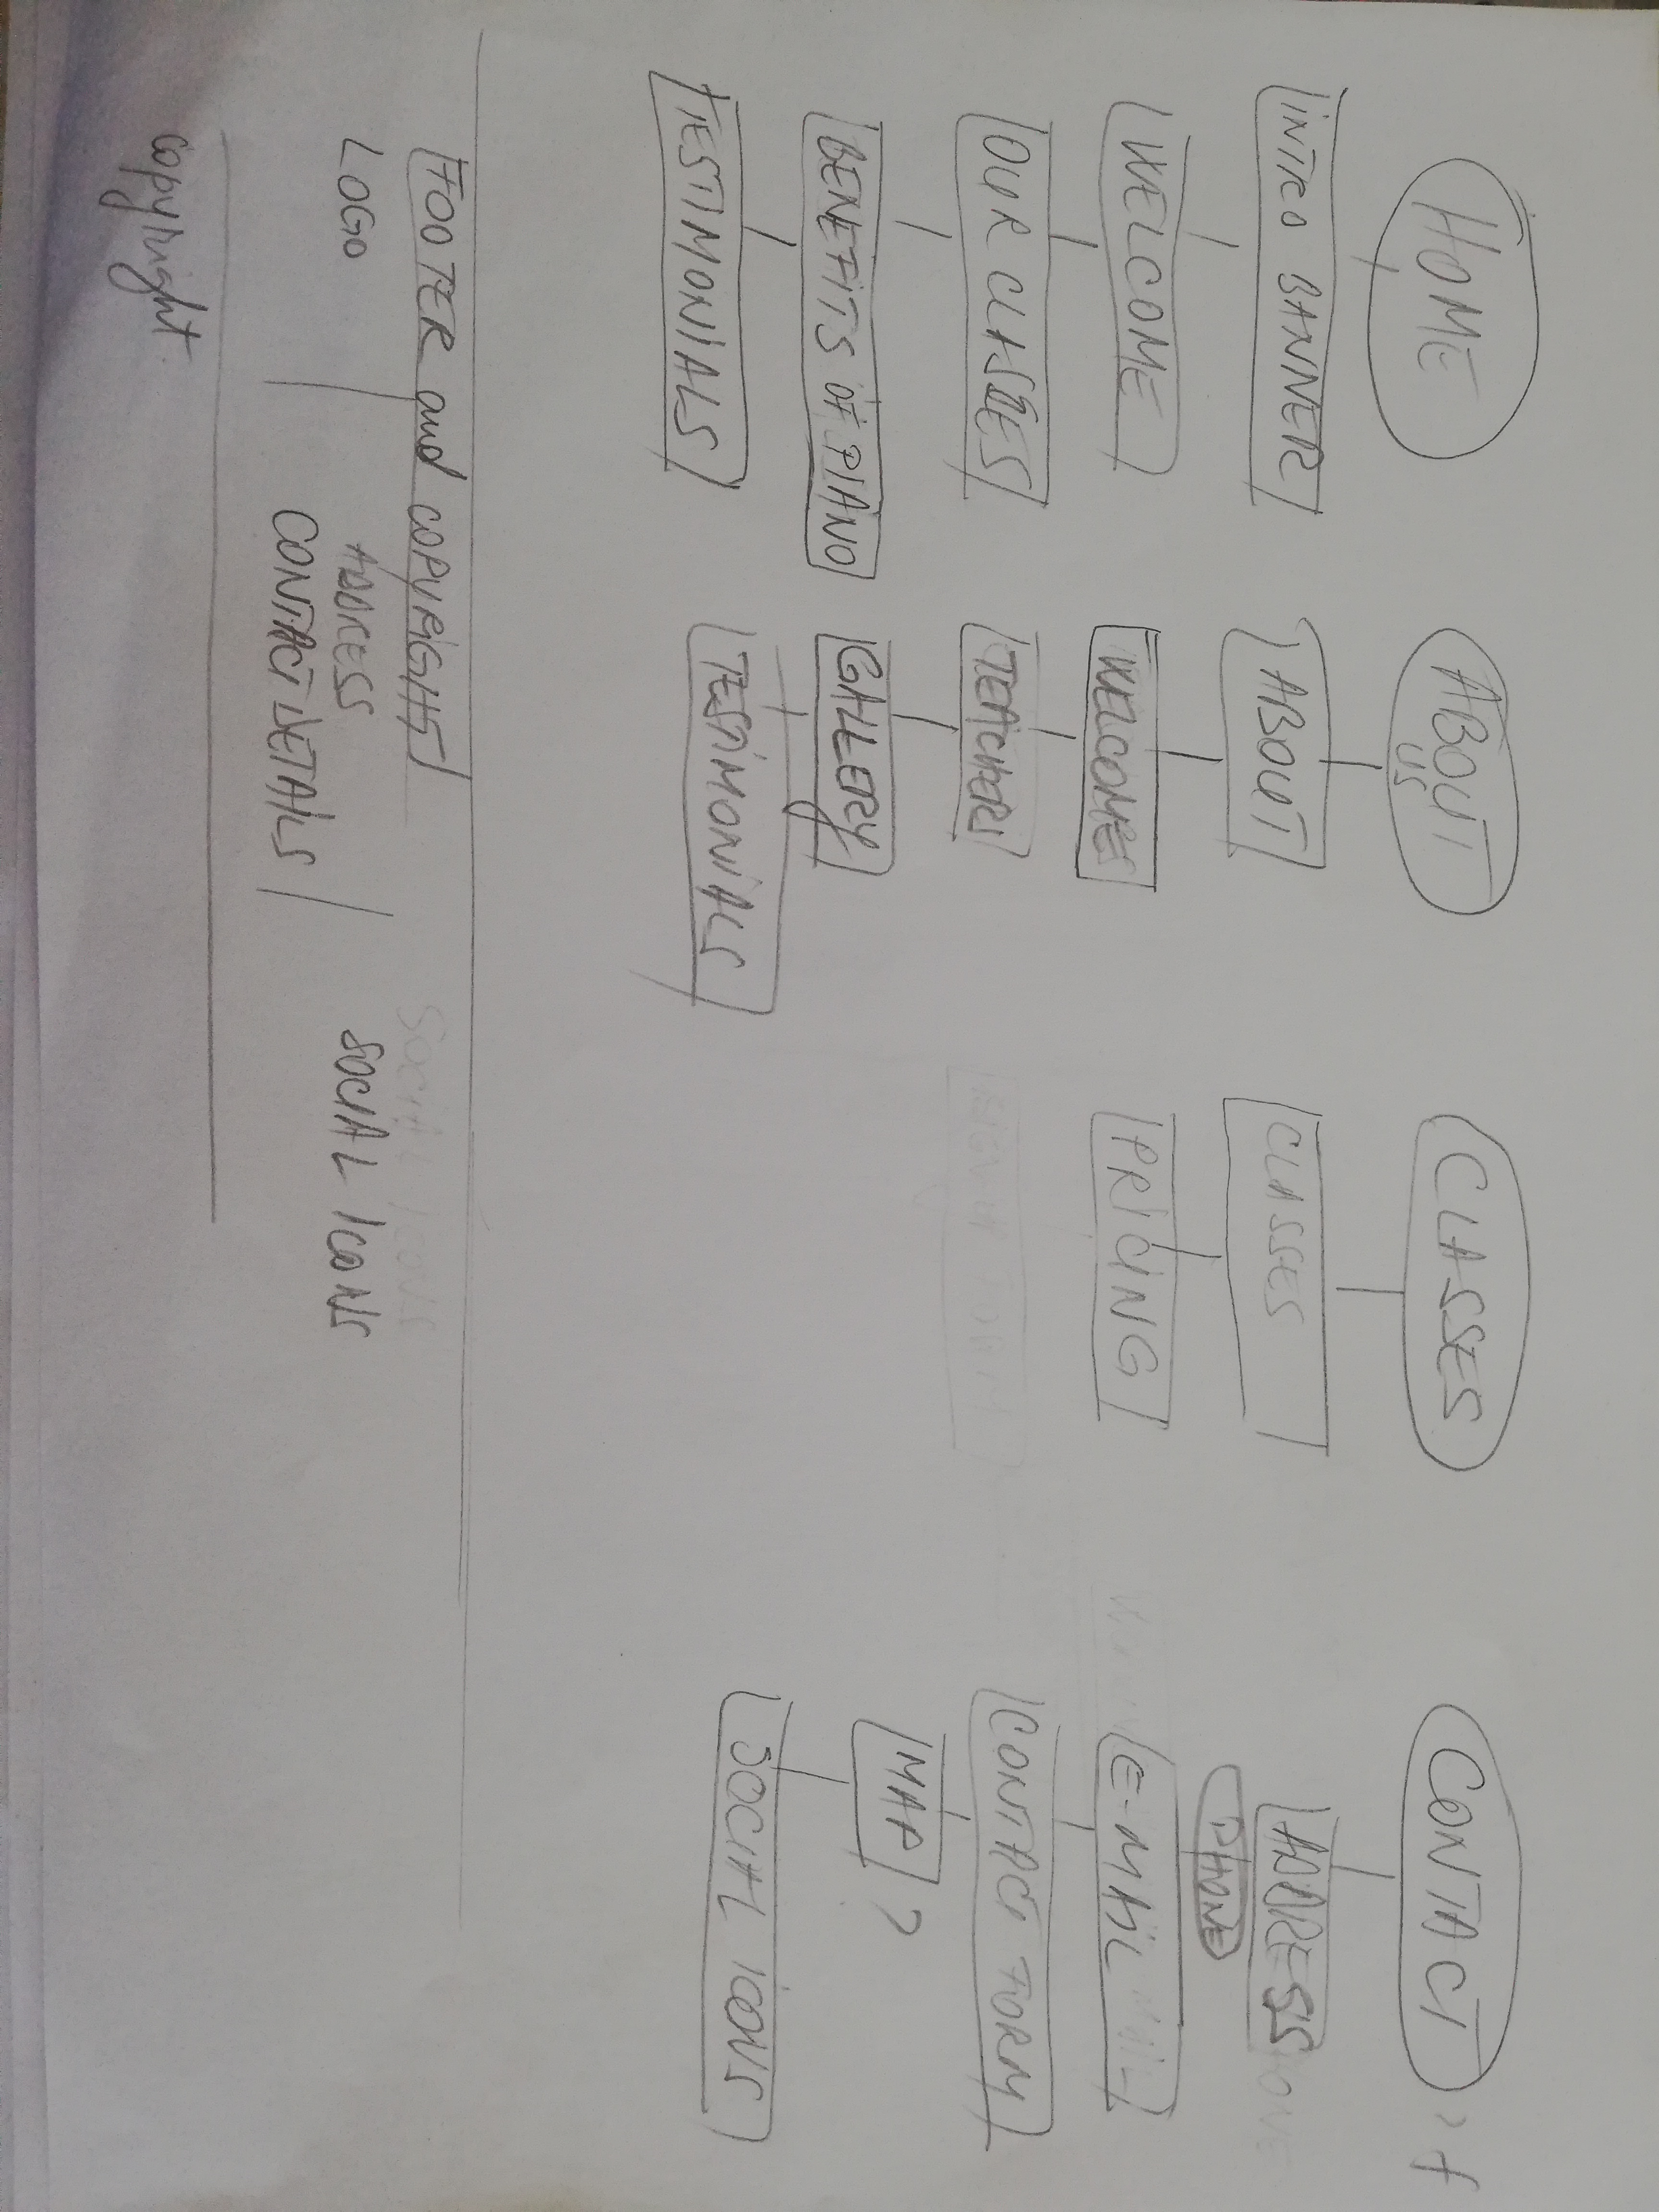 HOME
INTRO BANNER
WELCOME
OUR CLASSES
BENEFITS OF PIANO
TESTIMONIALS
ABOUT
US
ABOUT
WELCOME
TEACHERS
GALLERY
TESTIMONIALS
CLASSES
CLASSES
PRICING
CONTACT
ADDRESS
PHONE
E-MAIL
CONTACT FORM
MAP ?
SOCIAL ICONS
FOOTER and COPYRIGHTS
LOGO
ADDRESS
CONTACT DETAILS
Social Icons
SOCIAL ICONS
Copyright